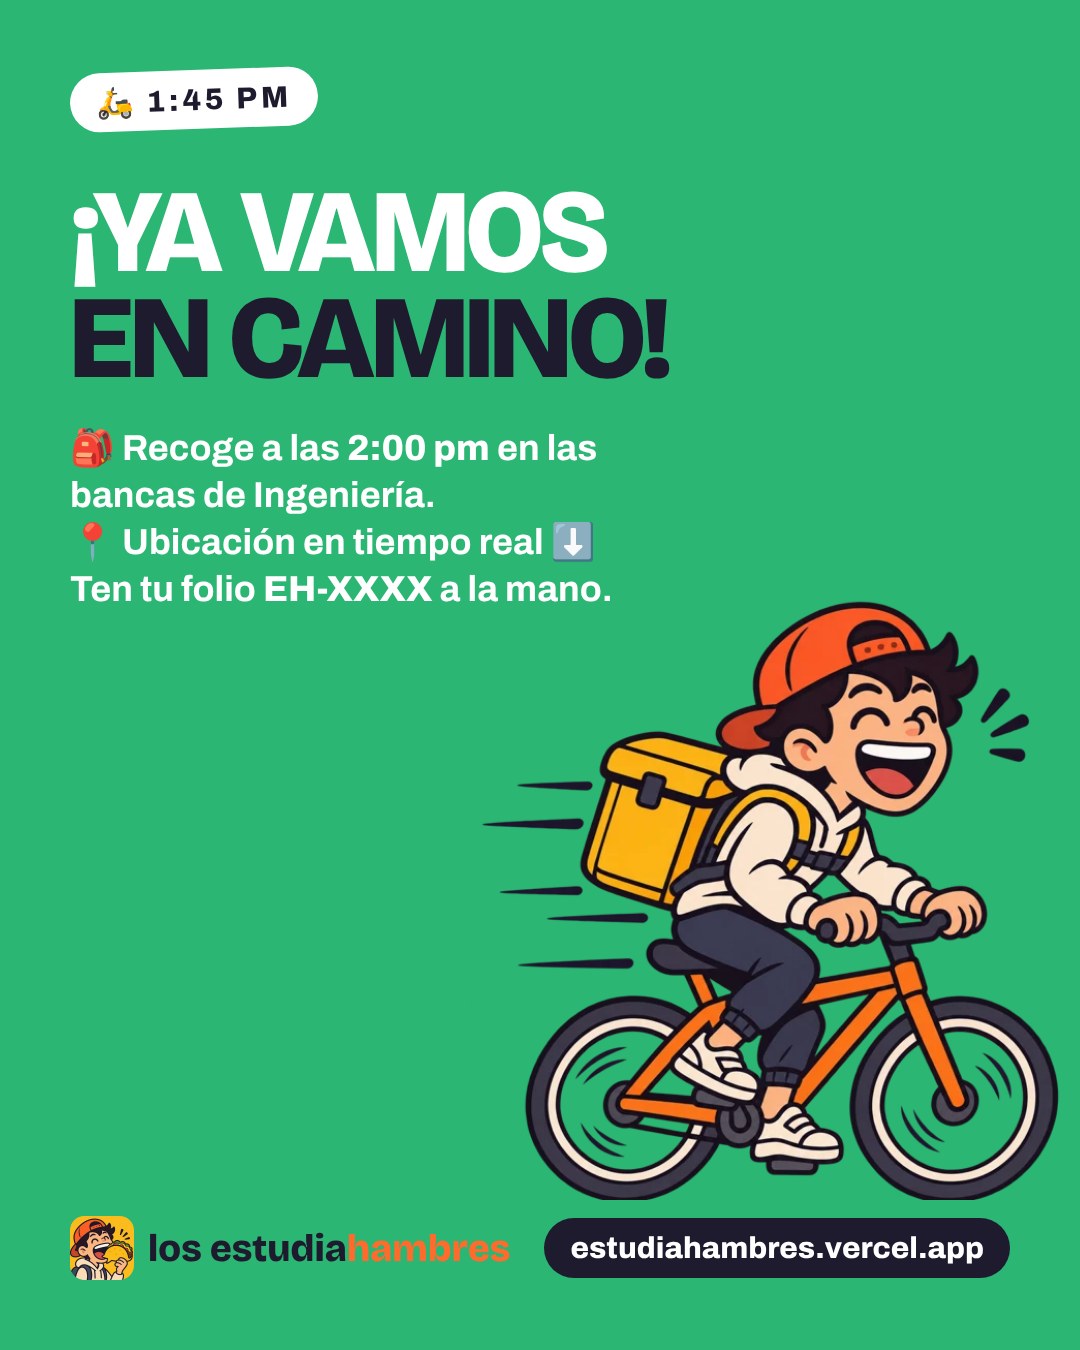 🛵 1:45 PM
¡YA VAMOS
EN CAMINO!
🎒 Recoge a las 2:00 pm en las
bancas de Ingeniería.
📍 Ubicación en tiempo real ⬇️
Ten tu folio EH-XXXX a la mano.
los estudiahambres
estudiahambres.vercel.app